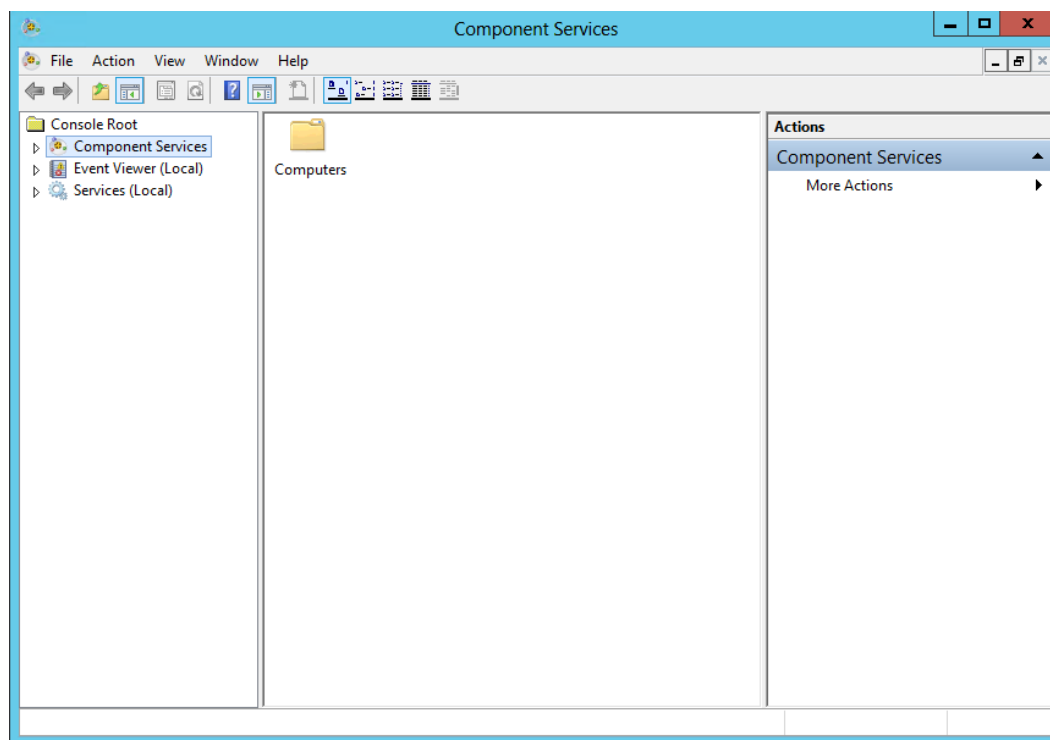 Component Services
File Action View Window Help
Console Root
Component Services
Event Viewer (Local)
Services (Local)
Computers
Actions
Component Services
More Actions